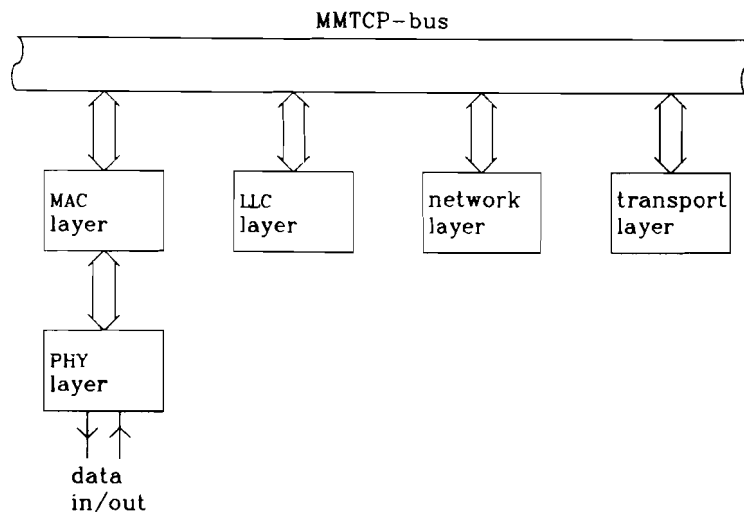 MMTCP-bus
MAC
layer
LLC
layer
network
layer
transport
layer
PHY
layer
data
in/out